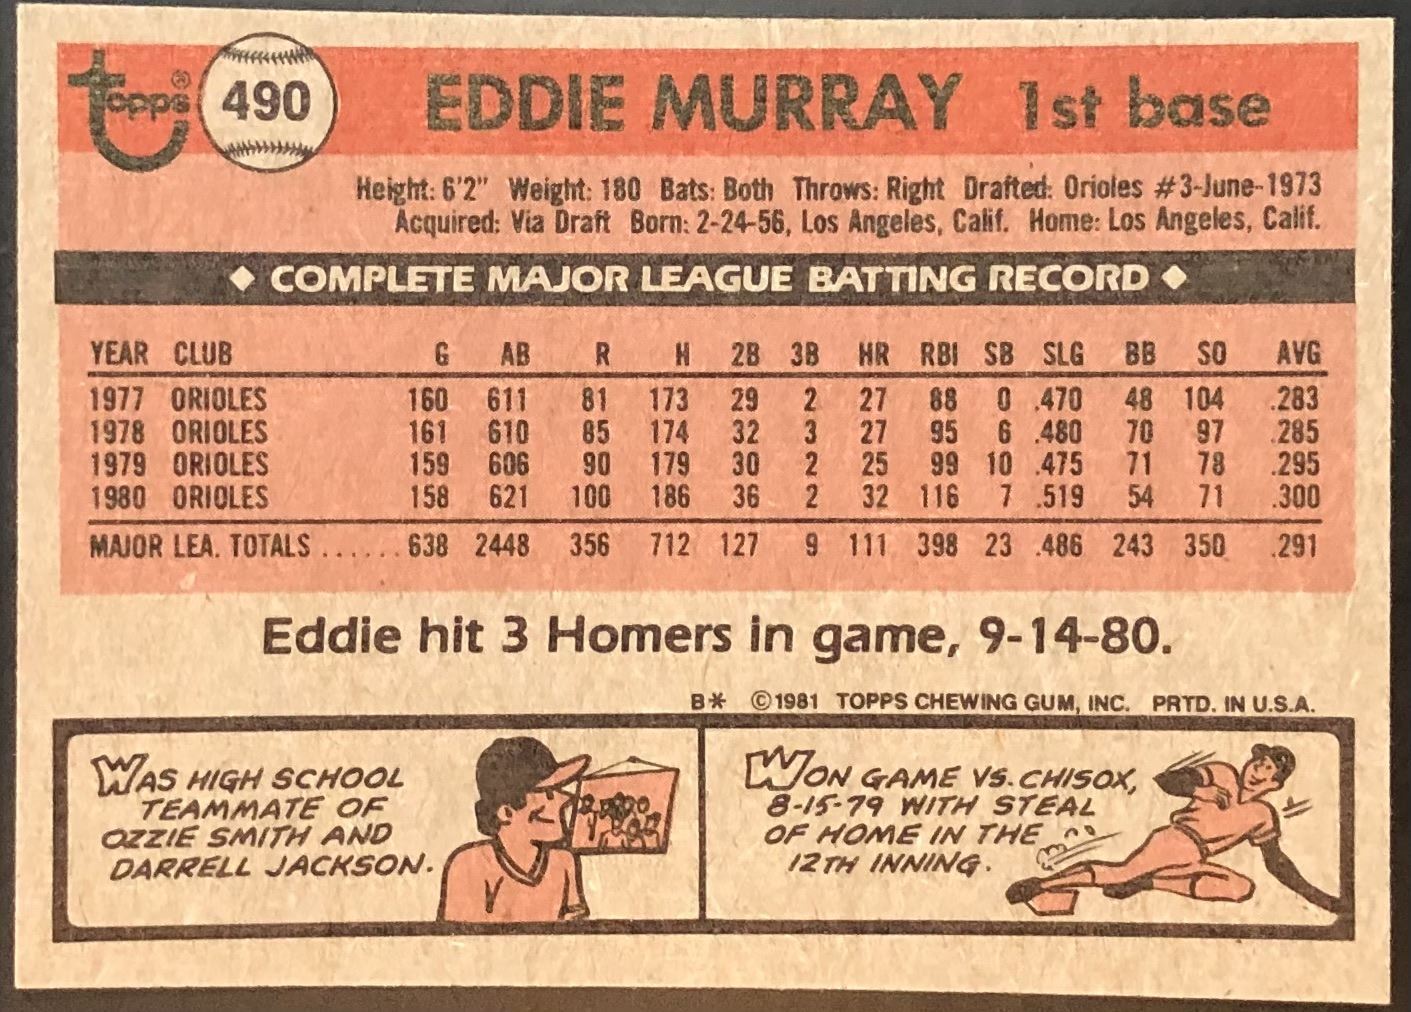 Topps® 490 EDDIE MURRAY 1st base
Height: 6'2" Weight: 180 Bats: Both Throws: Right Drafted: Orioles #3-June-1973
Acquired: Via Draft Born: 2-24-56, Los Angeles, Calif. Home: Los Angeles, Calif.
◆ COMPLETE MAJOR LEAGUE BATTING RECORD ◆
YEAR CLUB G AB R H 2B 3B HR RBI SB SLG BB SO AVG
1977 ORIOLES 160 611 81 173 29 2 27 88 0 .470 48 104 .283
1978 ORIOLES 161 610 85 174 32 3 27 95 6 .480 70 97 .285
1979 ORIOLES 159 606 90 179 30 2 25 99 10 .475 71 78 .295
1980 ORIOLES 158 621 100 186 36 2 32 116 7 .519 54 71 .300
MAJOR LEA. TOTALS ...... 638 2448 356 712 127 9 111 398 23 .486 243 350 .291
Eddie hit 3 Homers in game, 9-14-80.
B* ©1981 TOPPS CHEWING GUM, INC. PRTD. IN U.S.A.
WAS HIGH SCHOOL
TEAMMATE OF
OZZIE SMITH AND
DARRELL JACKSON.
WON GAME VS. CHISOX,
8-15-79 WITH STEAL
OF HOME IN THE
12TH INNING.